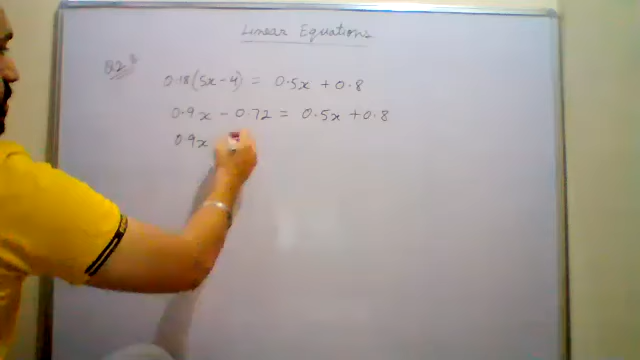 Linear Equations
Q2 0.18(5x-4) = 0.5x + 0.8
0.9x - 0.72 = 0.5x + 0.8
0.9x